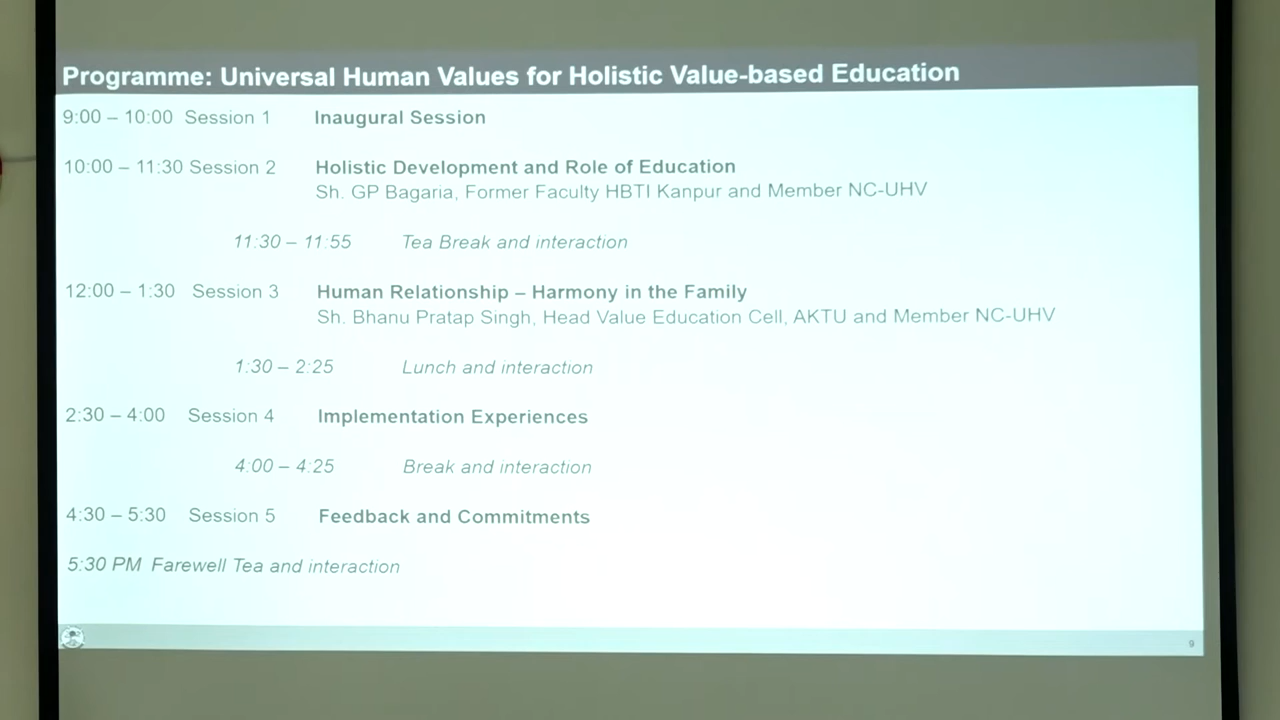 Programme: Universal Human Values for Holistic Value-based Education
9:00 – 10:00 Session 1 Inaugural Session
10:00 – 11:30 Session 2 Holistic Development and Role of Education
Sh. GP Bagaria, Former Faculty HBTI Kanpur and Member NC-UHV
11:30 – 11:55 Tea Break and interaction
12:00 – 1:30 Session 3 Human Relationship – Harmony in the Family
Sh. Bhanu Pratap Singh, Head Value Education Cell, AKTU and Member NC-UHV
1:30 – 2:25 Lunch and interaction
2:30 – 4:00 Session 4 Implementation Experiences
4:00 – 4:25 Break and interaction
4:30 – 5:30 Session 5 Feedback and Commitments
5:30 PM Farewell Tea and interaction
9